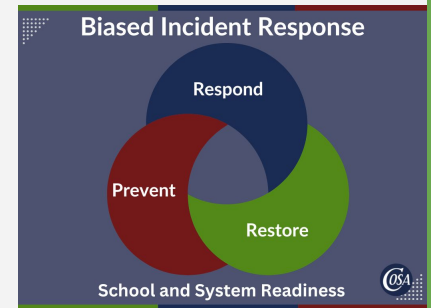 Biased Incident Response
Respond
Prevent
Restore
School and System Readiness
COSA